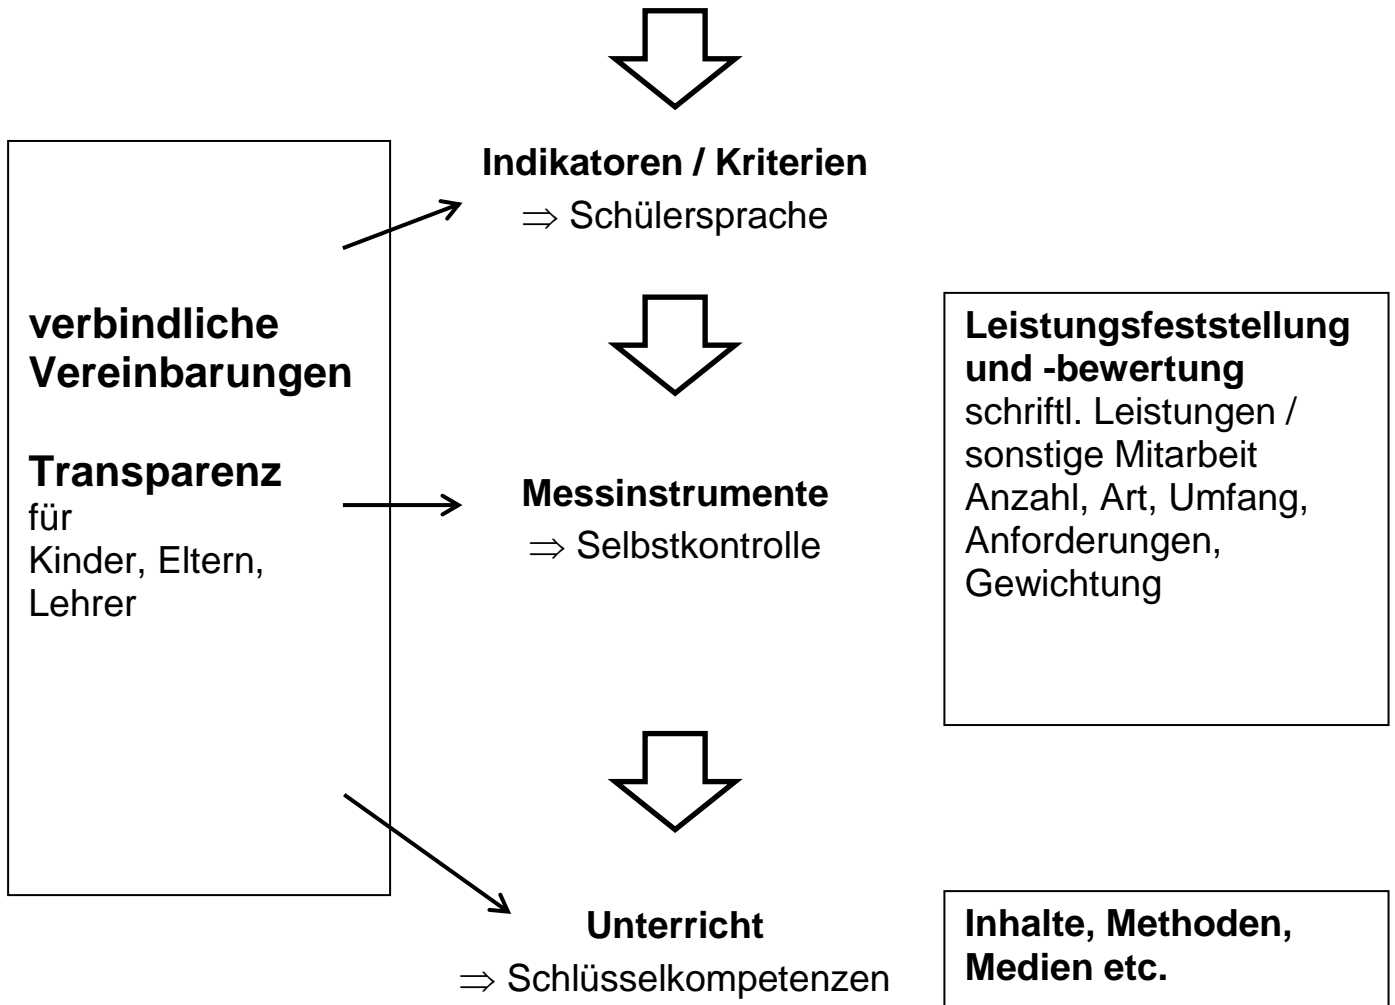 Indikatoren / Kriterien
⇒ Schülersprache
verbindliche
Vereinbarungen
Transparenz
für
Kinder, Eltern,
Lehrer
Messinstrumente
⇒ Selbstkontrolle
Leistungsfeststellung
und -bewertung
schriftl. Leistungen /
sonstige Mitarbeit
Anzahl, Art, Umfang,
Anforderungen,
Gewichtung
Unterricht
⇒ Schlüsselkompetenzen
Inhalte, Methoden,
Medien etc.